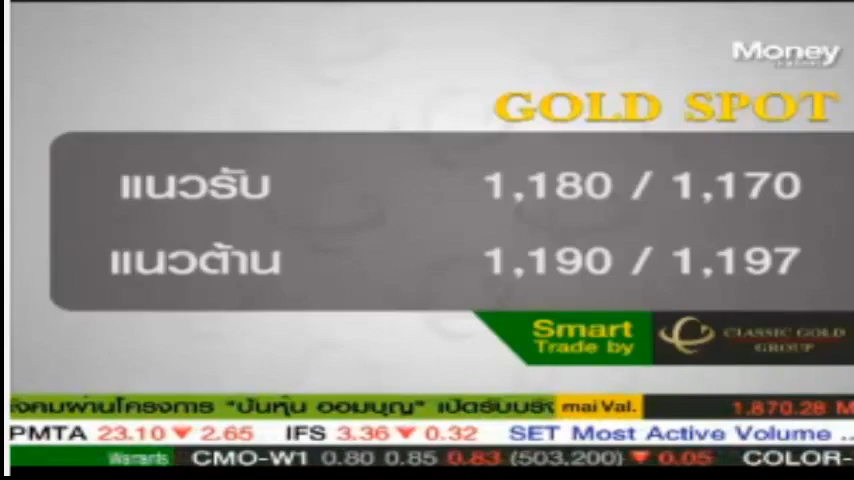 Money
GOLD SPOT
แนวรับ 1,180 / 1,170
แนวต้าน 1,190 / 1,197
Smart
Trade by
CLASSIC GOLD
GROUP
ผ่านโครงการ "ปันหุ้น ออมบุญ" เปิดรับบริจ mai Val. 1,870.28 M
PMTA 23.10 ▼ 2.65 IFS 3.36 ▼ 0.32 SET Most Active Volume ..
Warrants CMO-W1 0.80 0.85 0.83 (503,200) ▼ 0.05 COLOR-